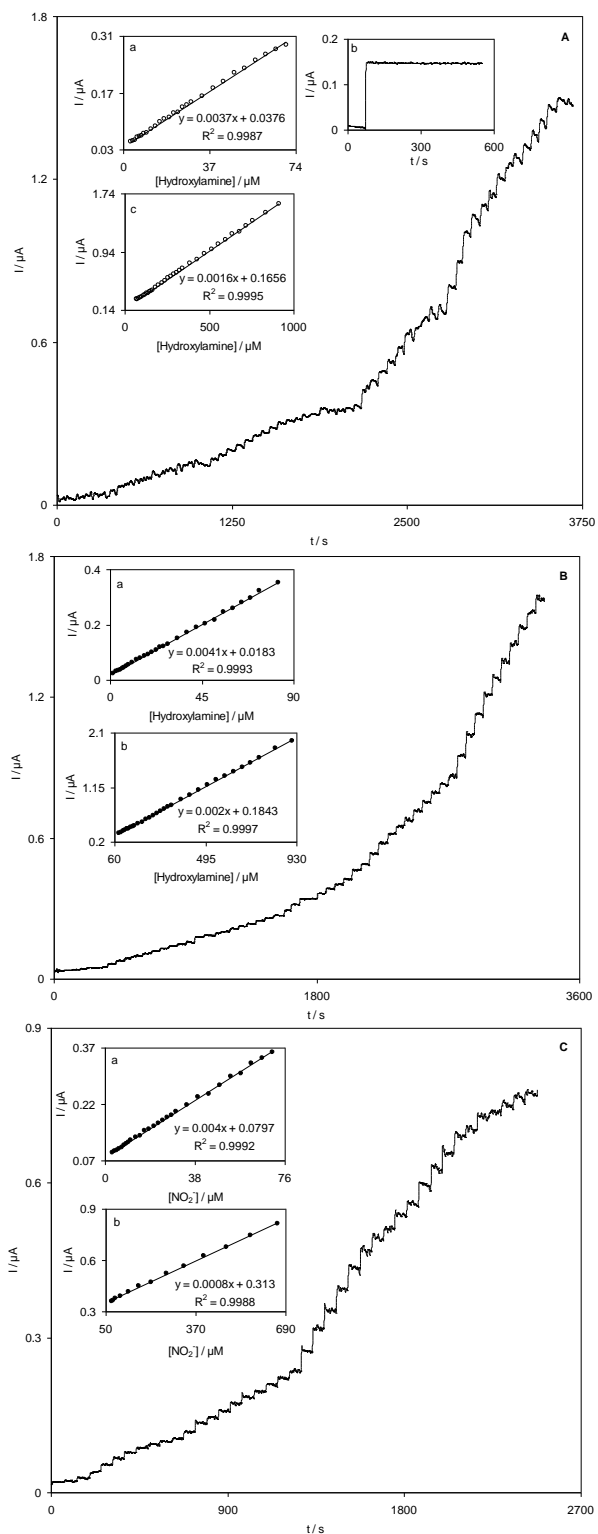 1.8
A
a
0.31
I / µA
0.17
y = 0.0037x + 0.0376
R² = 0.9987
0.03
0
37
74
[Hydroxylamine / µM
b
0.2
I / µA
0.1
0
0
300
600
t / s
c
1.74
I / µA
0.94
y = 0.0016x + 0.1656
R² = 0.9995
0.14
0
500
1000
[Hydroxylamine] / µM
1.2
I / µA
0.6
0
0
1250
2500
3750
t / s
1.8
B
a
0.4
I / µA
0.2
y = 0.0041x + 0.0183
R² = 0.9993
0
0
45
90
[Hydroxylamine] / µM
b
2.1
I / µA
1.15
y = 0.002x + 0.1843
R² = 0.9997
0.2
60
495
930
[Hydroxylamine] / µM
1.2
I / µA
0.6
0
0
1800
3600
t / s
0.9
C
a
0.37
I / µA
0.22
y = 0.004x + 0.0797
R² = 0.9992
0.07
0
38
76
[NO₂⁻] / µM
b
0.9
I / µA
0.6
y = 0.0008x + 0.313
R² = 0.9988
0.3
50
370
690
[NO₂⁻] / µM
0.6
I / µA
0.3
0
0
900
1800
2700
t / s